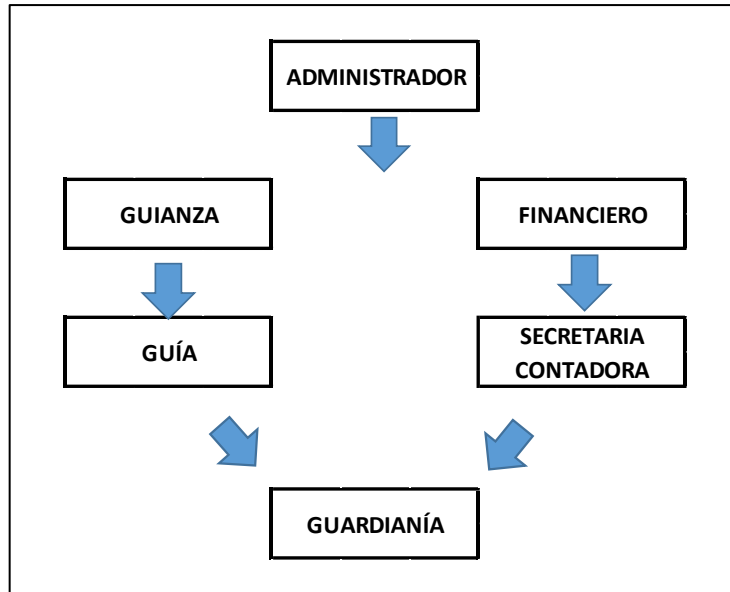 ADMINISTRADOR
GUIANZA
FINANCIERO
GUÍA
SECRETARIA
CONTADORA
GUARDIANÍA